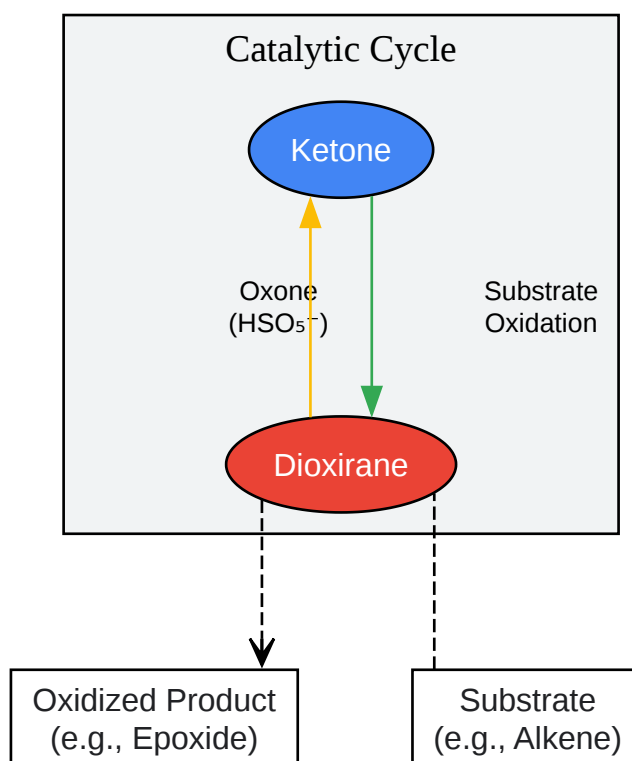 Catalytic Cycle
Ketone
Oxone
(HSO₅⁻)
Substrate
Oxidation
Dioxirane
Oxidized Product
(e.g., Epoxide)
Substrate
(e.g., Alkene)